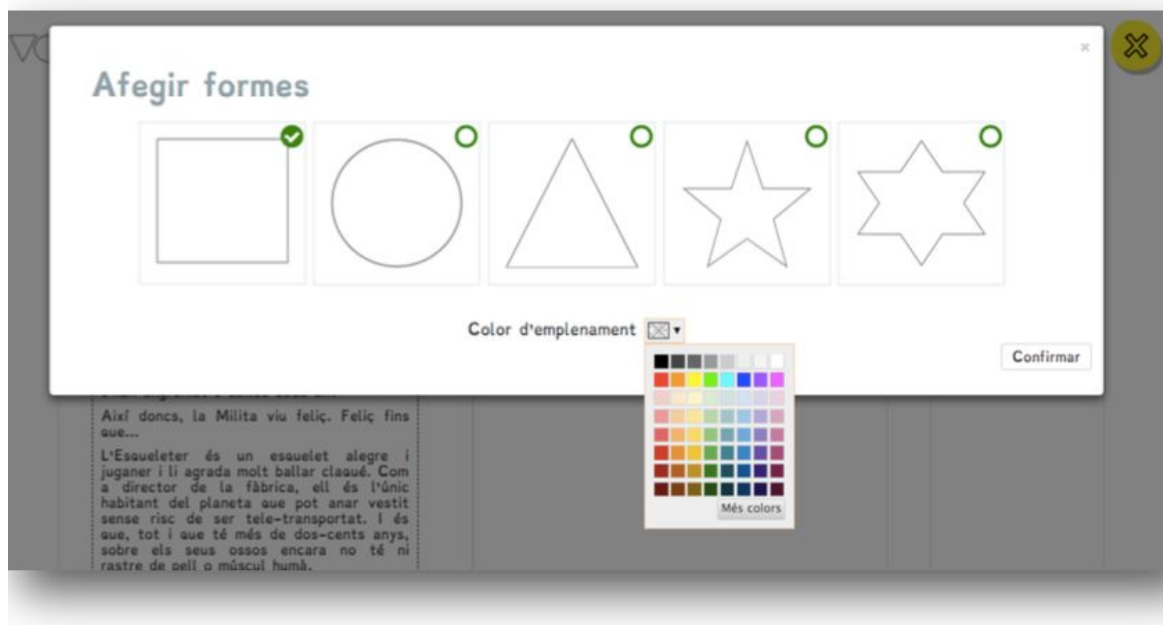 Afegir formes
Color d'emplenament
Confirmar
Més colors
Així doncs, la Milita viu feliç. Feliç fins
que...
L'Esqueleter és un esquelet alegre i
juganer i li agrada molt ballar claqué. Com
a director de la fàbrica, ell és l'únic
habitant del planeta que pot anar vestit
sense risc de ser tele-transportat. I és
que, tot i que té més de dos-cents anys,
sobre els seus ossos encara no té ni
rastre de pell o múscul humà.